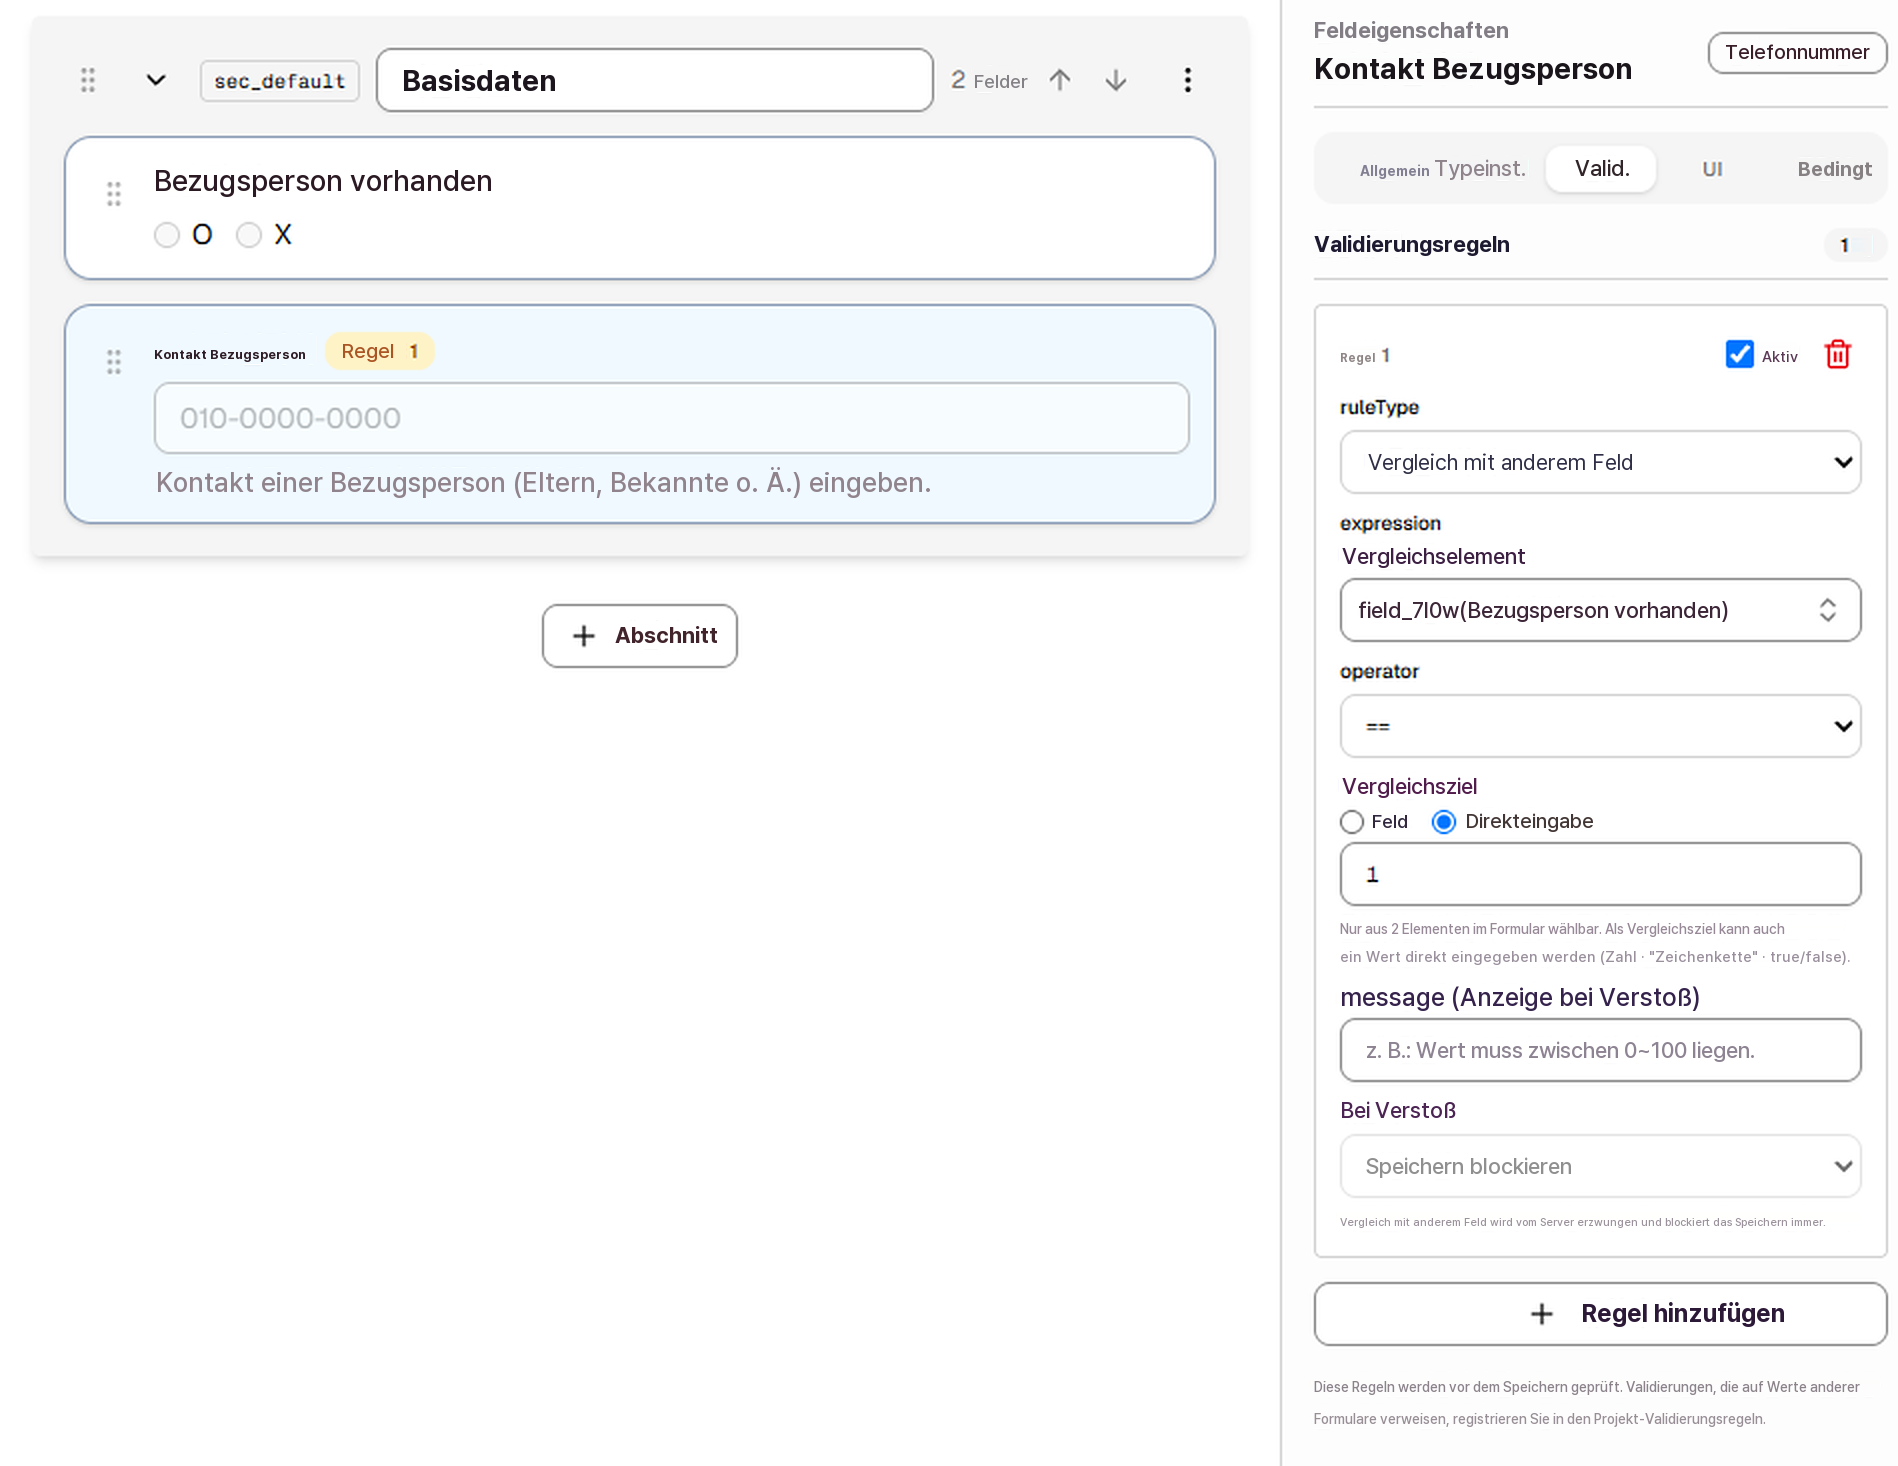 sec_default
Basisdaten
2 Felder
Bezugsperson vorhanden
O X
Kontakt Bezugsperson Regel 1
010-0000-0000
Kontakt einer Bezugsperson (Eltern, Bekannte o. Ä.) eingeben.
+ Abschnitt
Feldeigenschaften
Kontakt Bezugsperson
Telefonnummer
Allgemein Typeinst. Valid. UI Bedingt
Validierungsregeln 1
Regel 1 Aktiv
ruleType
Vergleich mit anderem Feld
expression
Vergleichselement
field_7l0w(Bezugsperson vorhanden)
operator
==
Vergleichsziel
Feld Direkteingabe
1
Nur aus 2 Elementen im Formular wählbar. Als Vergleichsziel kann auch
ein Wert direkt eingegeben werden (Zahl · "Zeichenkette" · true/false).
message (Anzeige bei Verstoß)
z. B.: Wert muss zwischen 0~100 liegen.
Bei Verstoß
Speichern blockieren
Vergleich mit anderem Feld wird vom Server erzwungen und blockiert das Speichern immer.
+ Regel hinzufügen
Diese Regeln werden vor dem Speichern geprüft. Validierungen, die auf Werte anderer
Formulare verweisen, registrieren Sie in den Projekt-Validierungsregeln.